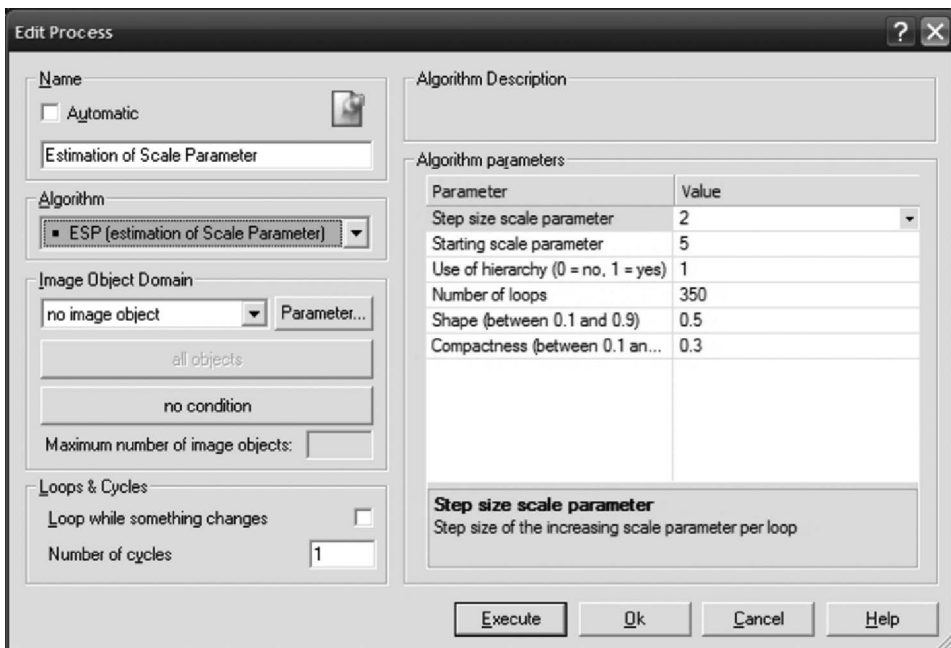 Edit Process
?
Name
Automatic
Estimation of Scale Parameter
Algorithm
ESP (estimation of Scale Parameter)
Image Object Domain
no image object
Parameter...
all objects
no condition
Maximum number of image objects:
Loops & Cycles
Loop while something changes
Number of cycles
1
Algorithm Description
Algorithm parameters
Parameter Value
Step size scale parameter 2
Starting scale parameter 5
Use of hierarchy (0 = no, 1 = yes) 1
Number of loops 350
Shape (between 0.1 and 0.9) 0.5
Compactness (between 0.1 an... 0.3
Step size scale parameter
Step size of the increasing scale parameter per loop
Execute
Ok
Cancel
Help